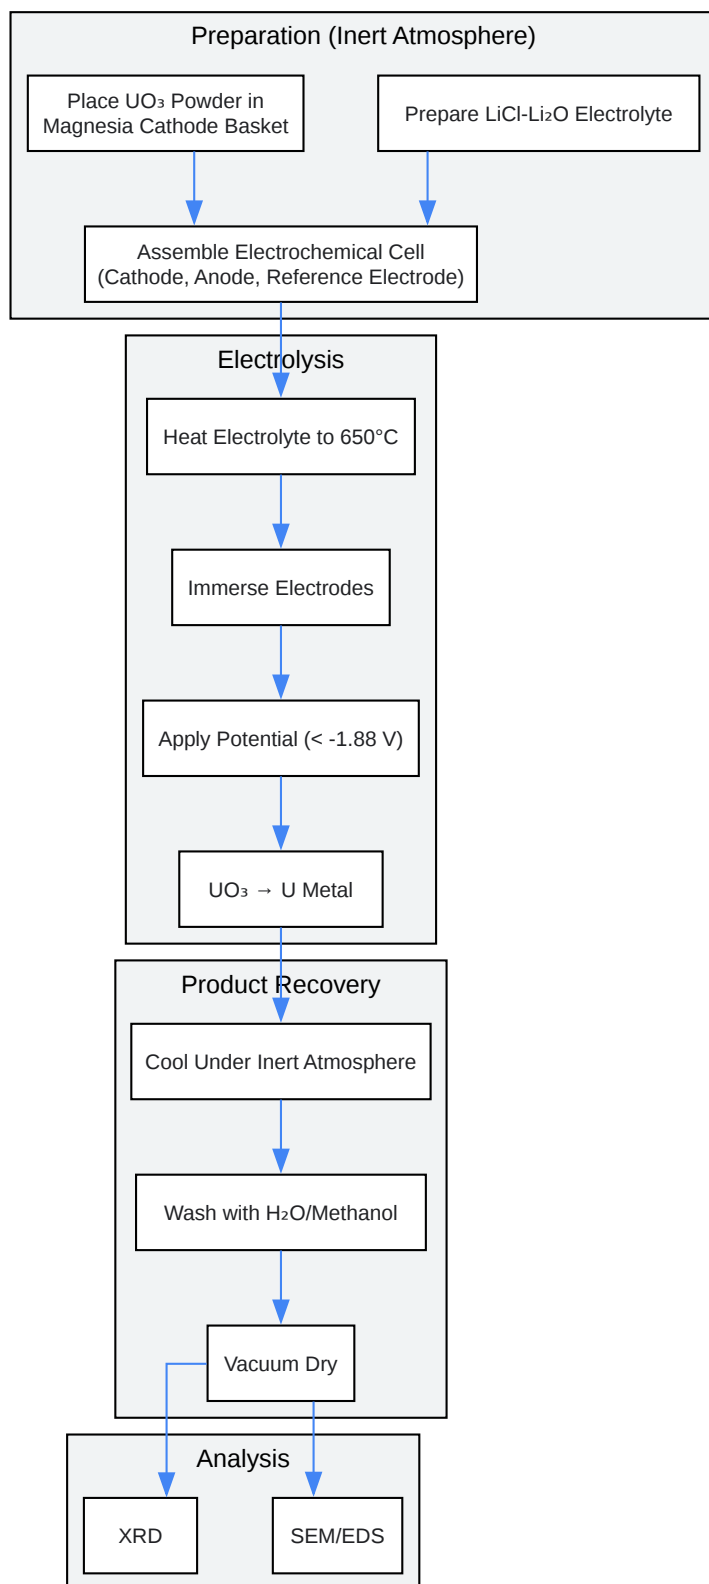 Preparation (Inert Atmosphere)
Place UO₃ Powder in
Magnesia Cathode Basket
Prepare LiCl-Li₂O Electrolyte
Assemble Electrochemical Cell
(Cathode, Anode, Reference Electrode)
Electrolysis
Heat Electrolyte to 650°C
Immerse Electrodes
Apply Potential (< -1.88 V)
UO₃ → U Metal
Product Recovery
Cool Under Inert Atmosphere
Wash with H₂O/Methanol
Vacuum Dry
Analysis
XRD
SEM/EDS